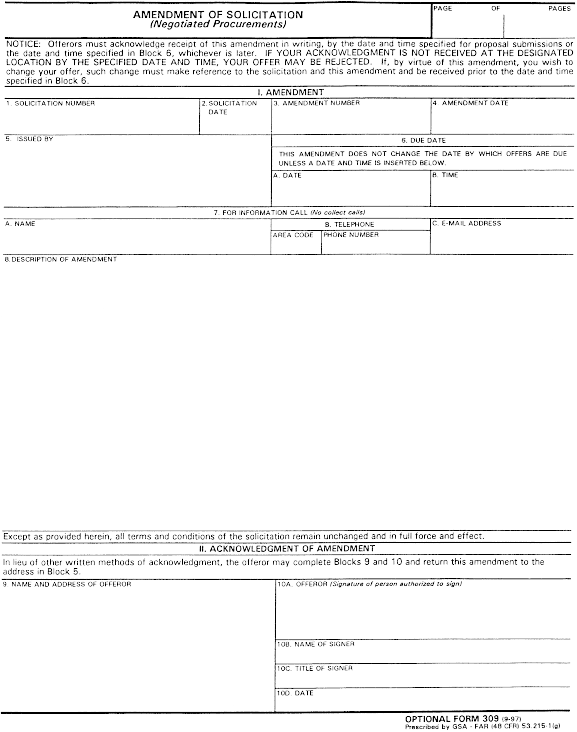 AMENDMENT OF SOLICITATION
(Negotiated Procurements)
PAGE OF PAGES
NOTICE: Offerors must acknowledge receipt of this amendment in writing, by the date and time specified for proposal submissions or
the date and time specified in Block 6, whichever is later. IF YOUR ACKNOWLEDGMENT IS NOT RECEIVED AT THE DESIGNATED
LOCATION BY THE SPECIFIED DATE AND TIME, YOUR OFFER MAY BE REJECTED. If, by virtue of this amendment, you wish to
change your offer, such change must make reference to the solicitation and this amendment and be received prior to the date and time
specified in Block 6.
I. AMENDMENT
1. SOLICITATION NUMBER
2. SOLICITATION
DATE
3. AMENDMENT NUMBER
4. AMENDMENT DATE
5. ISSUED BY
6. DUE DATE
THIS AMENDMENT DOES NOT CHANGE THE DATE BY WHICH OFFERS ARE DUE
UNLESS A DATE AND TIME IS INSERTED BELOW.
A. DATE
B. TIME
7. FOR INFORMATION CALL (No collect calls)
A. NAME
B. TELEPHONE
AREA CODE
PHONE NUMBER
C. E-MAIL ADDRESS
8. DESCRIPTION OF AMENDMENT
Except as provided herein, all terms and conditions of the solicitation remain unchanged and in full force and effect.
II. ACKNOWLEDGMENT OF AMENDMENT
In lieu of other written methods of acknowledgment, the offeror may complete Blocks 9 and 10 and return this amendment to the
address in Block 5.
9. NAME AND ADDRESS OF OFFEROR
10A. OFFEROR (Signature of person authorized to sign)
10B. NAME OF SIGNER
10C. TITLE OF SIGNER
10D. DATE
OPTIONAL FORM 309 (9-97)
Prescribed by GSA - FAR (48 CFR) 53.215-1(g)